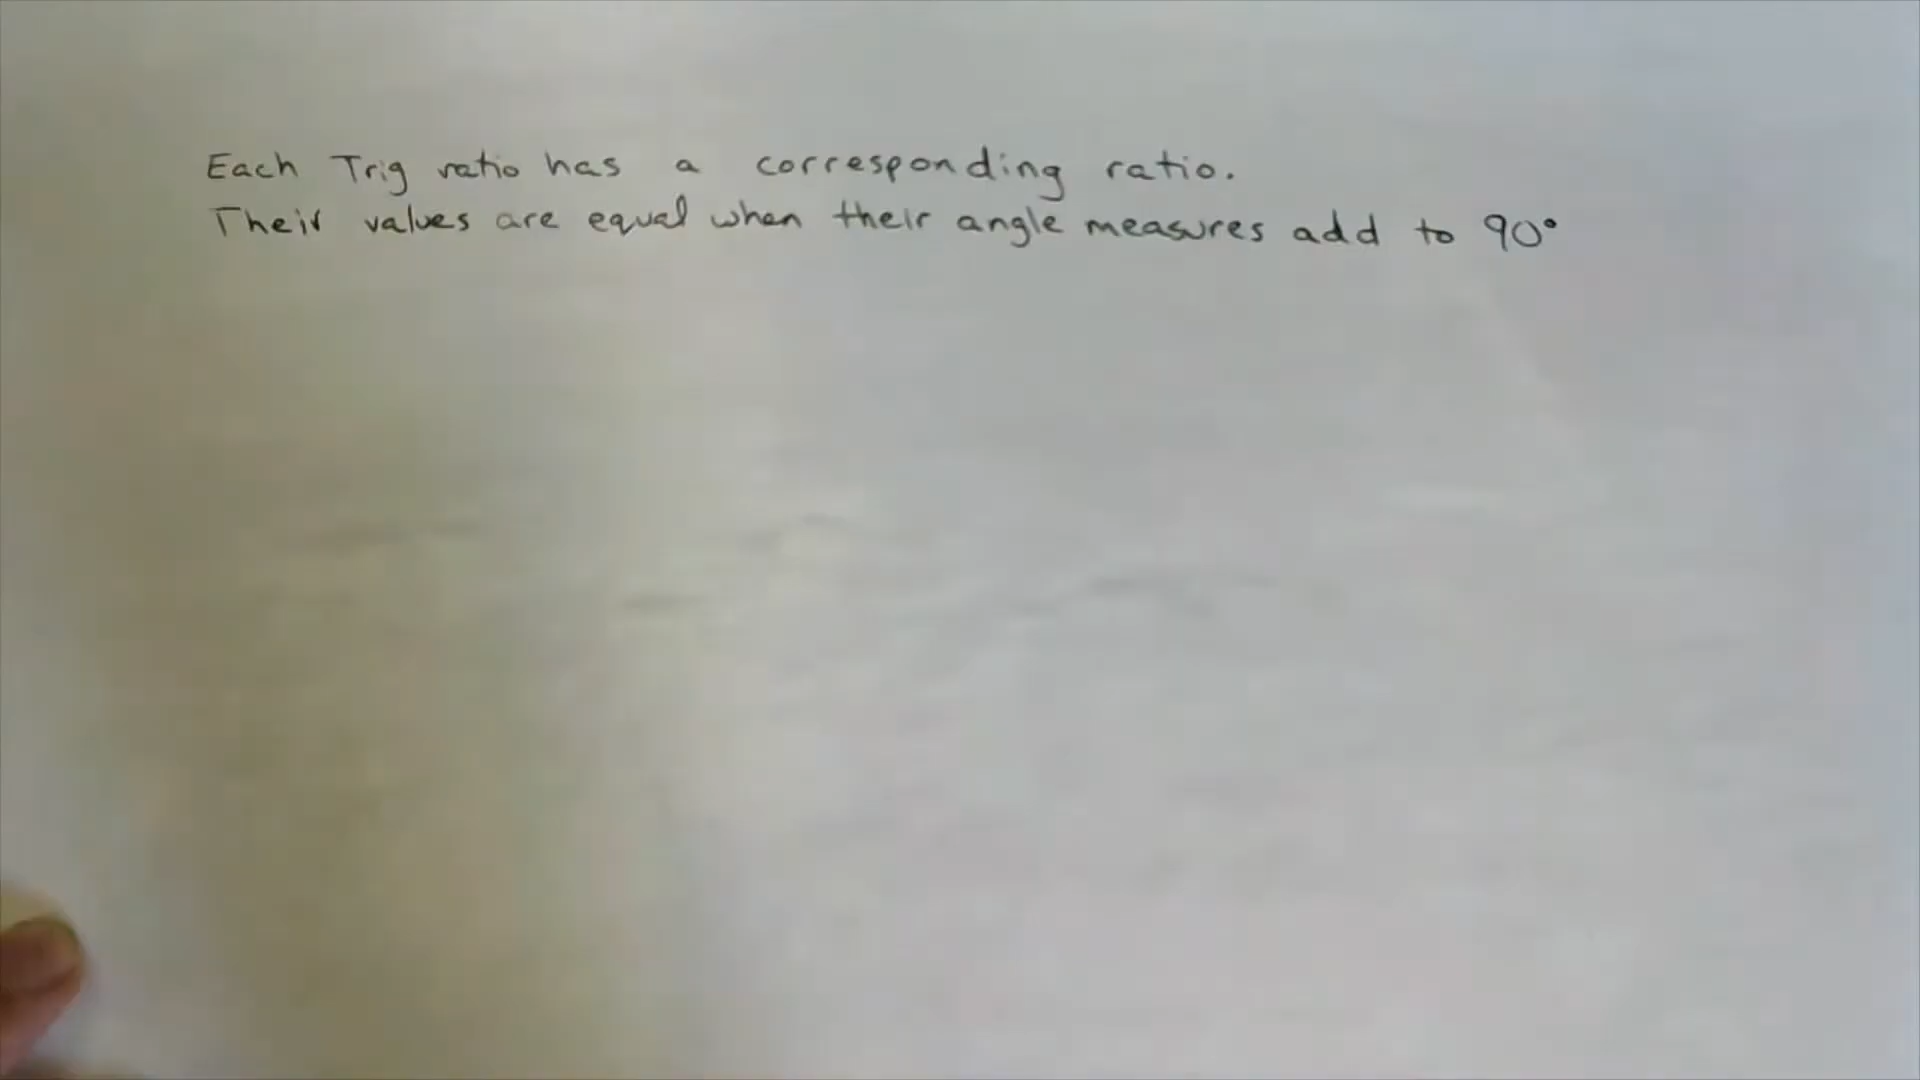 Each Trig ratio has a corresponding ratio.
Their values are equal when their angle measures add to 90°